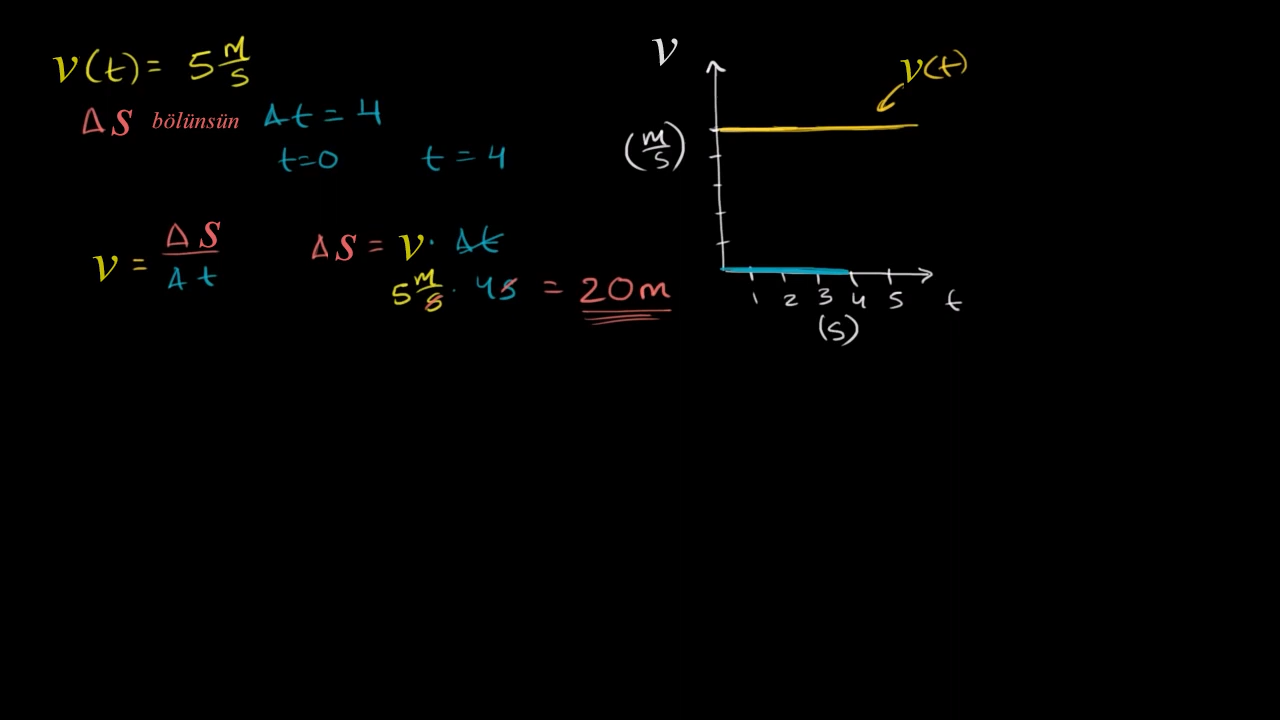 v(t) = 5 m/s
Δs bölünsün Δt = 4
t=0 t = 4
v = Δs/Δt
Δs = v · Δt
5 m/s · 4s = 20m
v
v(t)
(m/s)
1 2 3 4 5 t
(s)